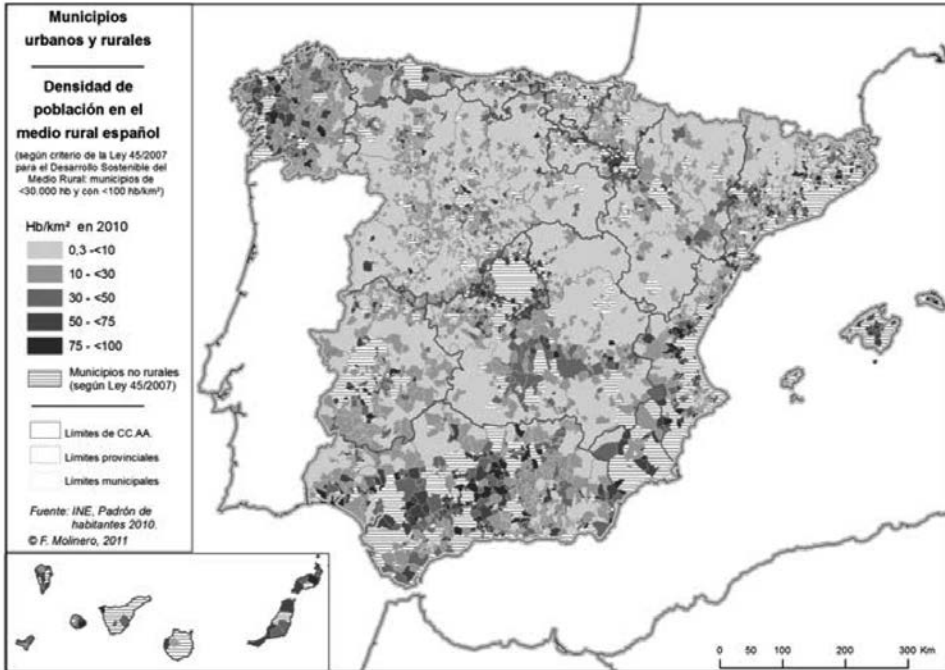 Municipios
urbanos y rurales
Densidad de
población en el
medio rural español
(según criterio de la Ley 45/2007
para el Desarrollo Sostenible del
Medio Rural: municipios de
<30.000 hb y con <100 hb/km²)
Hb/km² en 2010
0,3 -<10
10 - <30
30 - <50
50 - <75
75 - <100
Municipios no rurales
(según Ley 45/2007)
Límites de CC.AA.
Límites provinciales
Límites municipales
Fuente: INE, Padrón de
habitantes 2010.
© F. Molinero, 2011
0 50 100 200 300 Km